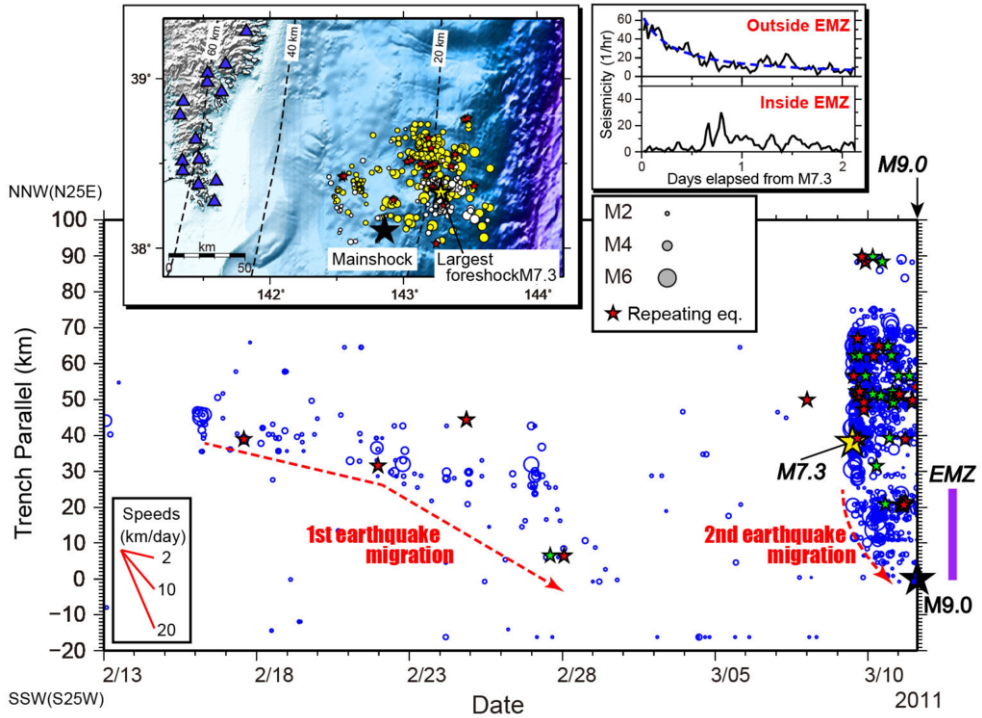 60 km
40 km
20 km
39°
38°
km
0
50
Mainshock
Largest
foreshockM7.3
142°
143°
144°
Seismicity (1/hr)
60
40
20
0
Outside EMZ
40
20
0
Inside EMZ
0
1
2
Days elapsed from M7.3
M9.0
M2
M4
M6
Repeating eq.
NNW(N25E)
100
90
80
70
60
50
40
30
20
10
0
−10
−20
Trench Parallel (km)
M7.3
EMZ
1st earthquake
migration
2nd earthquake
migration
M9.0
Speeds
(km/day)
2
10
20
2/13
2/18
2/23
2/28
3/05
3/10
SSW(S25W)
Date
2011